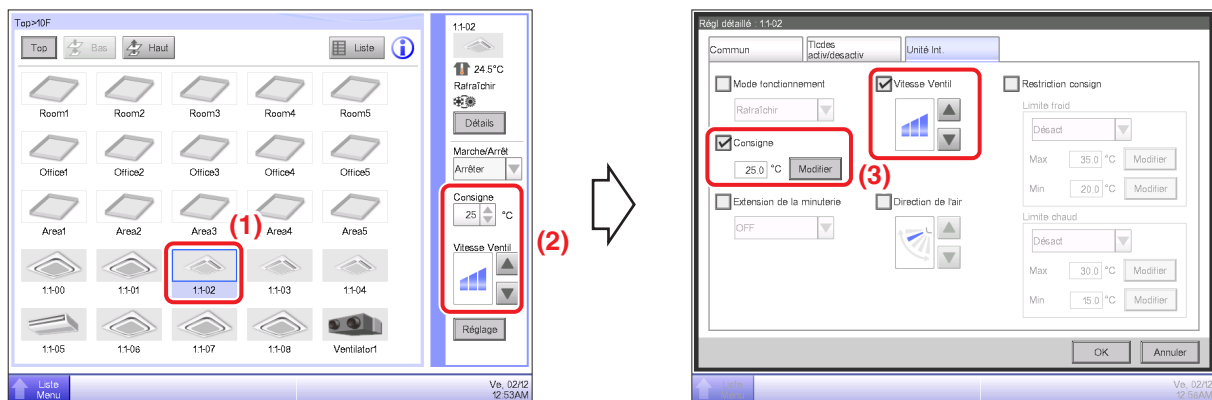 Top>10F
Top
Bas
Haut
Liste
Room1
Room2
Room3
Room4
Room5
Office1
Office2
Office3
Office4
Office5
Area1
Area2
Area3
Area4
Area5
(1)
1:1-00
1:1-01
1:1-02
1:1-03
1:1-04
1:1-05
1:1-06
1:1-07
1:1-08
Ventilator1
1:1-02
24.5°C
Rafraîchir
Détails
Marche/Arrêt
Arrêter
Consigne
25 °C
Vitesse Ventil
(2)
Réglage
Liste
Menu
Ve, 02/12
12:53AM
Régl détaillé : 1:1-02
Commun
Tlcdes
activ/desactiv
Unité Int.
Mode fonctionnement
Rafraîchir
Consigne
25.0 °C Modifier
(3)
Extension de la minuterie
OFF
Vitesse Ventil
Direction de l'air
Restriction consign
Limite froid
Désact
Max 35.0 °C Modifier
Min 20.0 °C Modifier
Limite chaud
Désact
Max 30.0 °C Modifier
Min 15.0 °C Modifier
OK
Annuler
Liste
Menu
Ve, 02/12
12:56AM